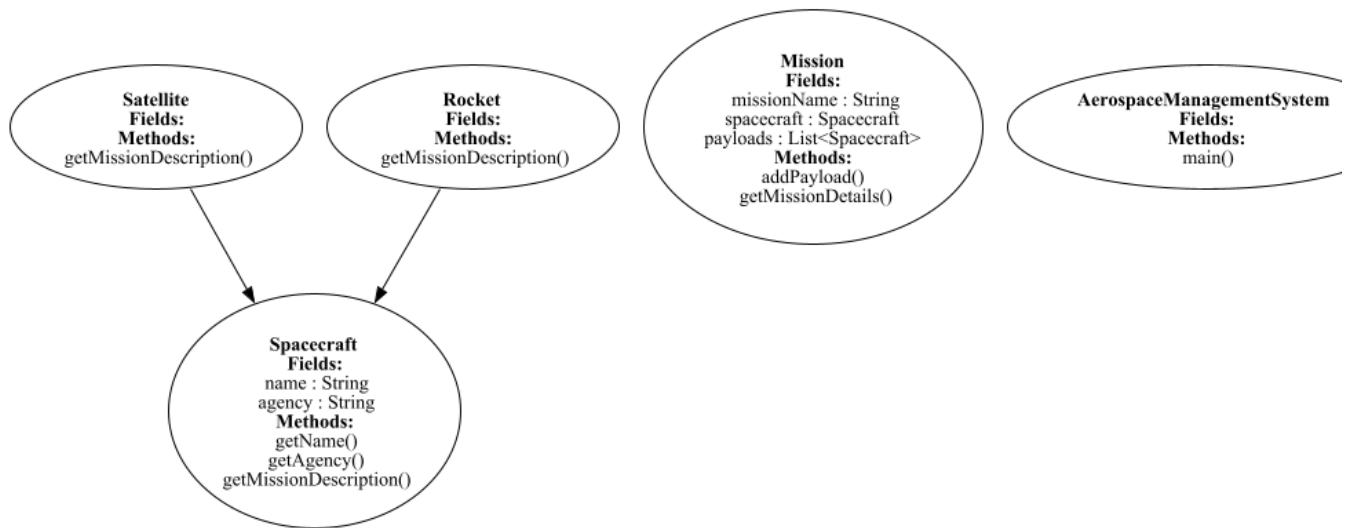 Satellite
Fields:
Methods:
getMissionDescription()
Rocket
Fields:
Methods:
getMissionDescription()
Mission
Fields:
missionName : String
spacecraft : Spacecraft
payloads : List<Spacecraft>
Methods:
addPayload()
getMissionDetails()
AerospaceManagementSystem
Fields:
Methods:
main()
Spacecraft
Fields:
name : String
agency : String
Methods:
getName()
getAgency()
getMissionDescription()